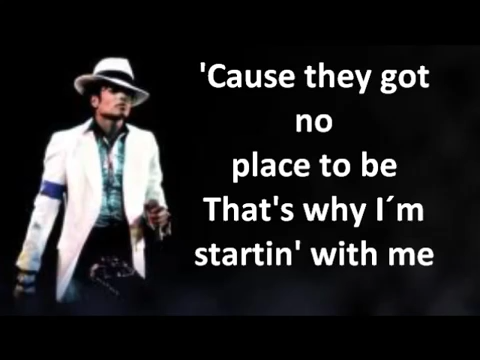 'Cause they got
no
place to be
That's why I´m
startin' with me